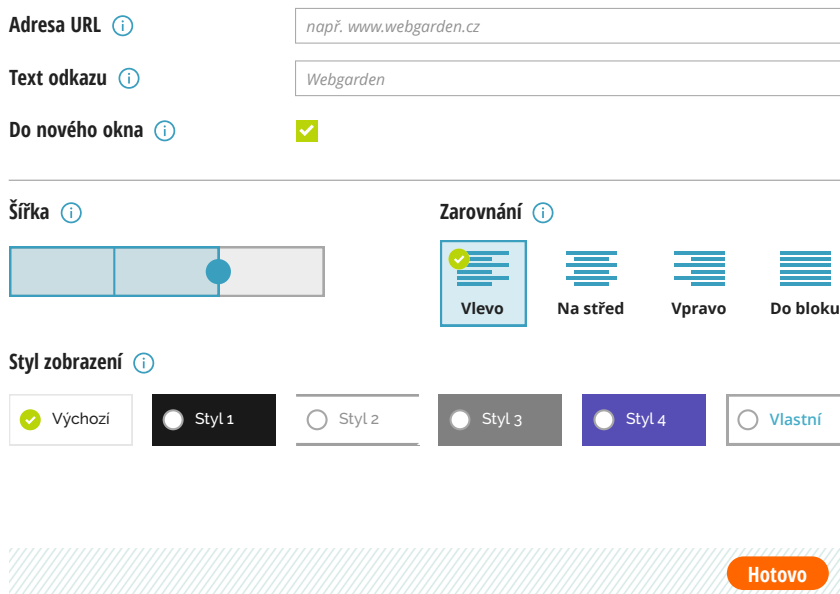 Adresa URL
např. www.webgarden.cz
Text odkazu
Webgarden
Do nového okna
Šířka
Zarovnání
Vlevo
Na střed
Vpravo
Do bloku
Styl zobrazení
Výchozí
Styl 1
Styl 2
Styl 3
Styl 4
Vlastní
Hotovo